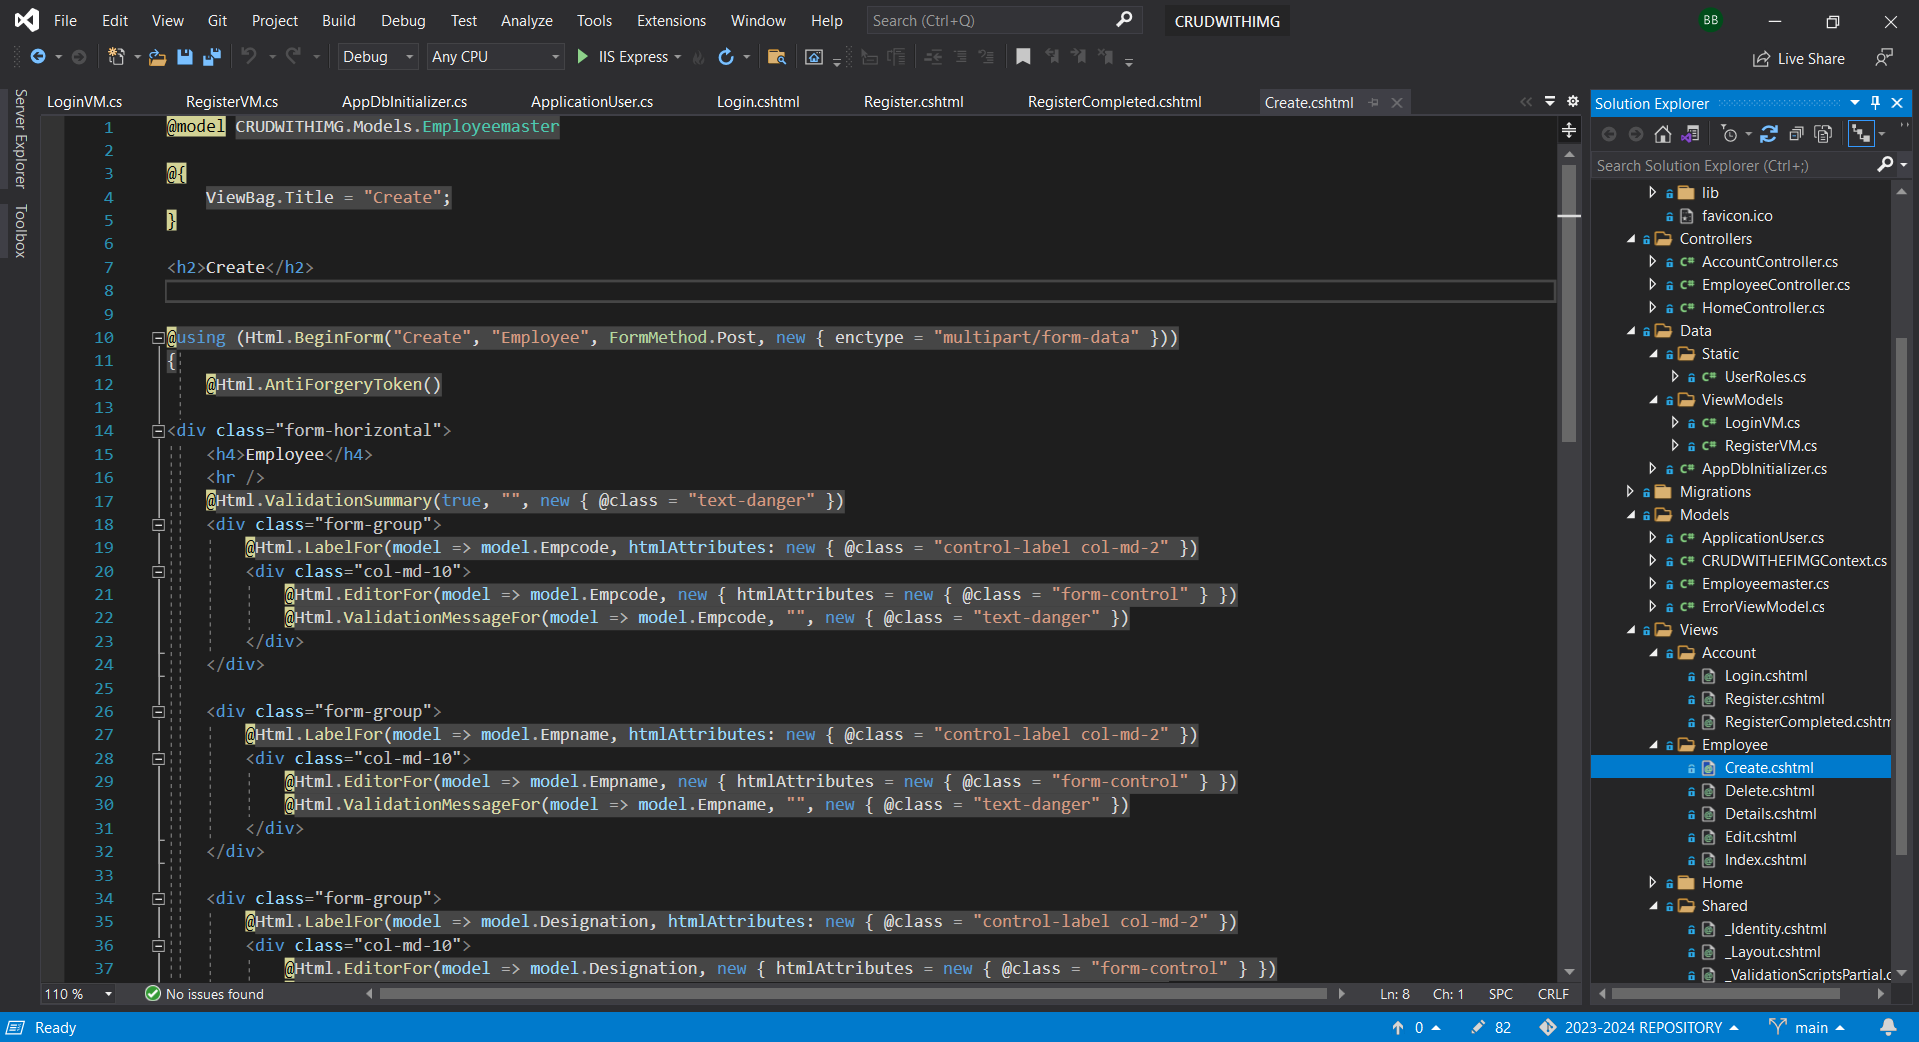 File Edit View Git Project Build Debug Test Analyze Tools Extensions Window Help Search (Ctrl+Q) CRUDWITHIMG BB
Debug Any CPU IIS Express Live Share
Server Explorer
Toolbox
LoginVM.cs RegisterVM.cs AppDbInitializer.cs ApplicationUser.cs Login.cshtml Register.cshtml RegisterCompleted.cshtml Create.cshtml
1 @model CRUDWITHIMG.Models.Employeemaster
2
3 @{
4 ViewBag.Title = "Create";
5 }
6
7 <h2>Create</h2>
8
9
10 @using (Html.BeginForm("Create", "Employee", FormMethod.Post, new { enctype = "multipart/form-data" }))
11 {
12 @Html.AntiForgeryToken()
13
14 <div class="form-horizontal">
15 <h4>Employee</h4>
16 <hr />
17 @Html.ValidationSummary(true, "", new { @class = "text-danger" })
18 <div class="form-group">
19 @Html.LabelFor(model => model.Empcode, htmlAttributes: new { @class = "control-label col-md-2" })
20 <div class="col-md-10">
21 @Html.EditorFor(model => model.Empcode, new { htmlAttributes = new { @class = "form-control" } })
22 @Html.ValidationMessageFor(model => model.Empcode, "", new { @class = "text-danger" })
23 </div>
24 </div>
25
26 <div class="form-group">
27 @Html.LabelFor(model => model.Empname, htmlAttributes: new { @class = "control-label col-md-2" })
28 <div class="col-md-10">
29 @Html.EditorFor(model => model.Empname, new { htmlAttributes = new { @class = "form-control" } })
30 @Html.ValidationMessageFor(model => model.Empname, "", new { @class = "text-danger" })
31 </div>
32 </div>
33
34 <div class="form-group">
35 @Html.LabelFor(model => model.Designation, htmlAttributes: new { @class = "control-label col-md-2" })
36 <div class="col-md-10">
37 @Html.EditorFor(model => model.Designation, new { htmlAttributes = new { @class = "form-control" } })
110 % No issues found Ln: 8 Ch: 1 SPC CRLF
Solution Explorer
Search Solution Explorer (Ctrl+;)
lib
favicon.ico
Controllers
C# AccountController.cs
C# EmployeeController.cs
C# HomeController.cs
Data
Static
C# UserRoles.cs
ViewModels
C# LoginVM.cs
C# RegisterVM.cs
C# AppDbInitializer.cs
Migrations
Models
C# ApplicationUser.cs
C# CRUDWITHEFIMGContext.cs
C# Employeemaster.cs
C# ErrorViewModel.cs
Views
Account
Login.cshtml
Register.cshtml
RegisterCompleted.cshtm
Employee
Create.cshtml
Delete.cshtml
Details.cshtml
Edit.cshtml
Index.cshtml
Home
Shared
_Identity.cshtml
_Layout.cshtml
_ValidationScriptsPartial.c
Ready 0 82 2023-2024 REPOSITORY main